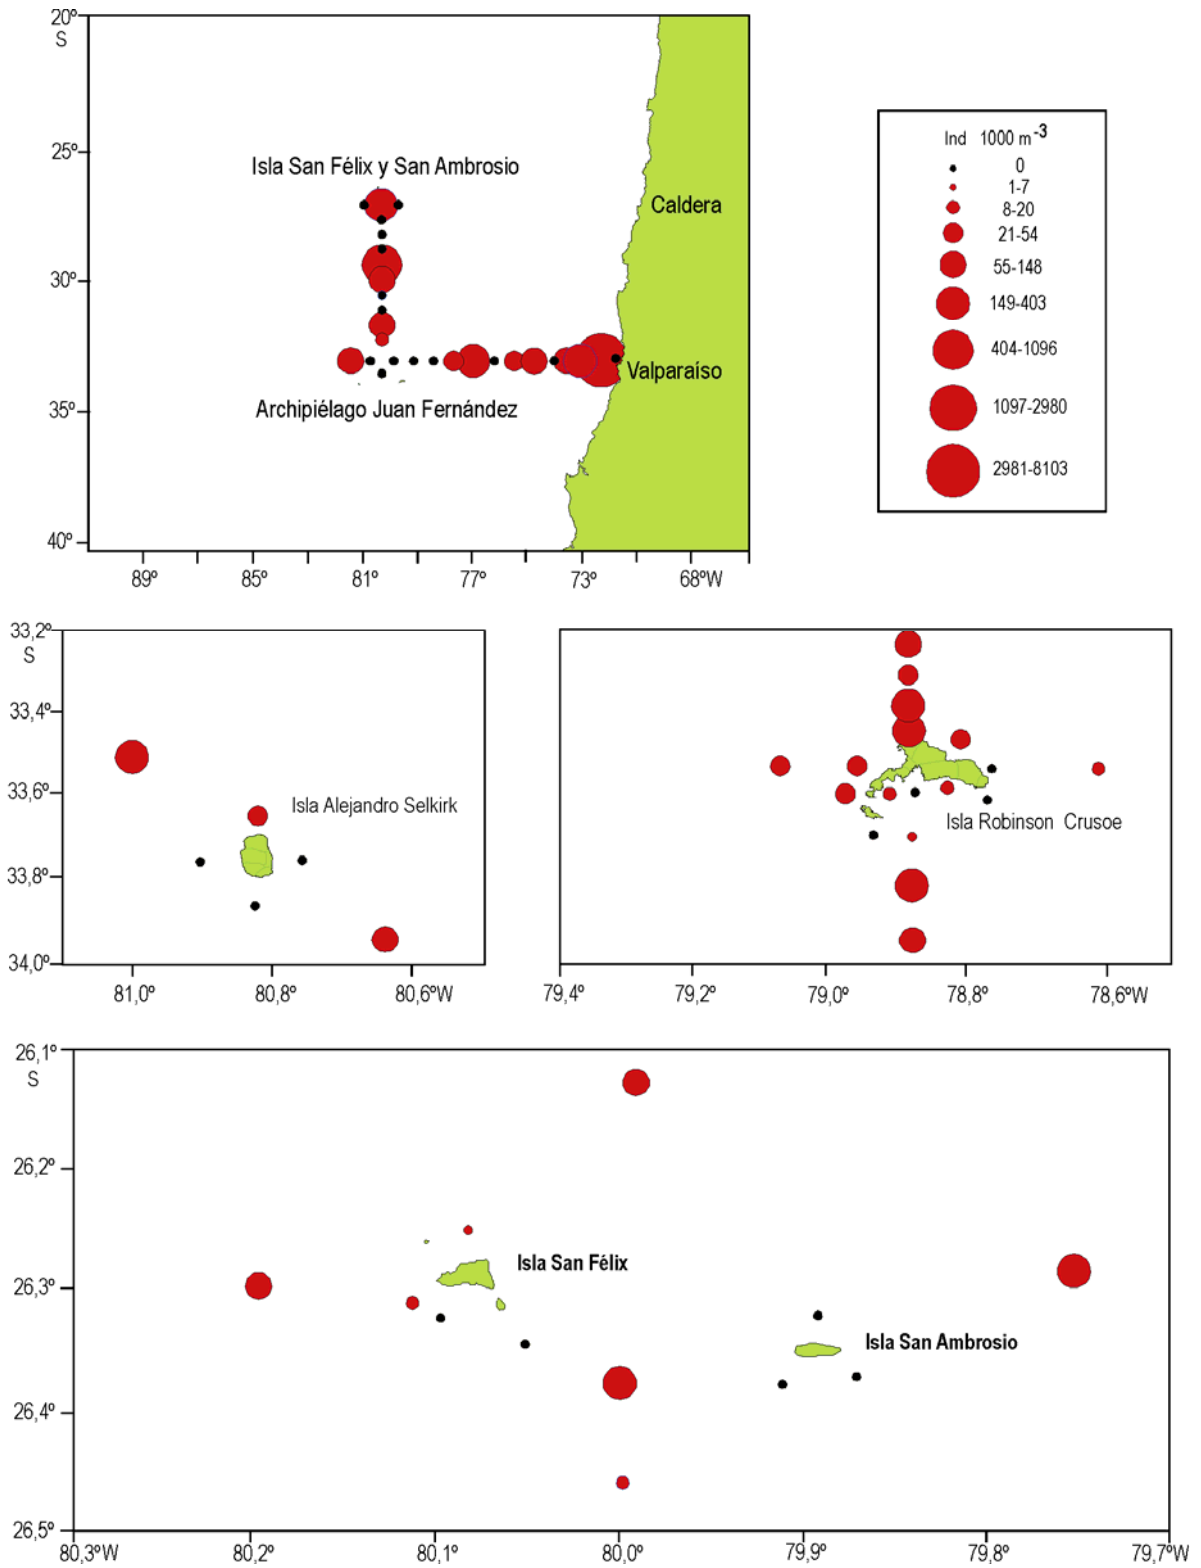 20º
S
25º
30º
35º
40º
Isla San Félix y San Ambrosio
Caldera
Valparaíso
Archipiélago Juan Fernández
89º 85º 81º 77º 73º 68ºW
Ind 1000 m-3
0
1-7
8-20
21-54
55-148
149-403
404-1096
1097-2980
2981-8103
33,2º
S
33,4º
33,6º
33,8º
34,0º
Isla Alejandro Selkirk
81,0º 80,8º 80,6ºW
Isla Robinson Crusoe
79,4º 79,2º 79,0º 78,8º 78,6ºW
26,1º
S
26,2º
26,3º
26,4º
26,5º
Isla San Félix
Isla San Ambrosio
80,3ºW 80,2º 80,1º 80,0º 79,9º 79,8º 79,7ºW